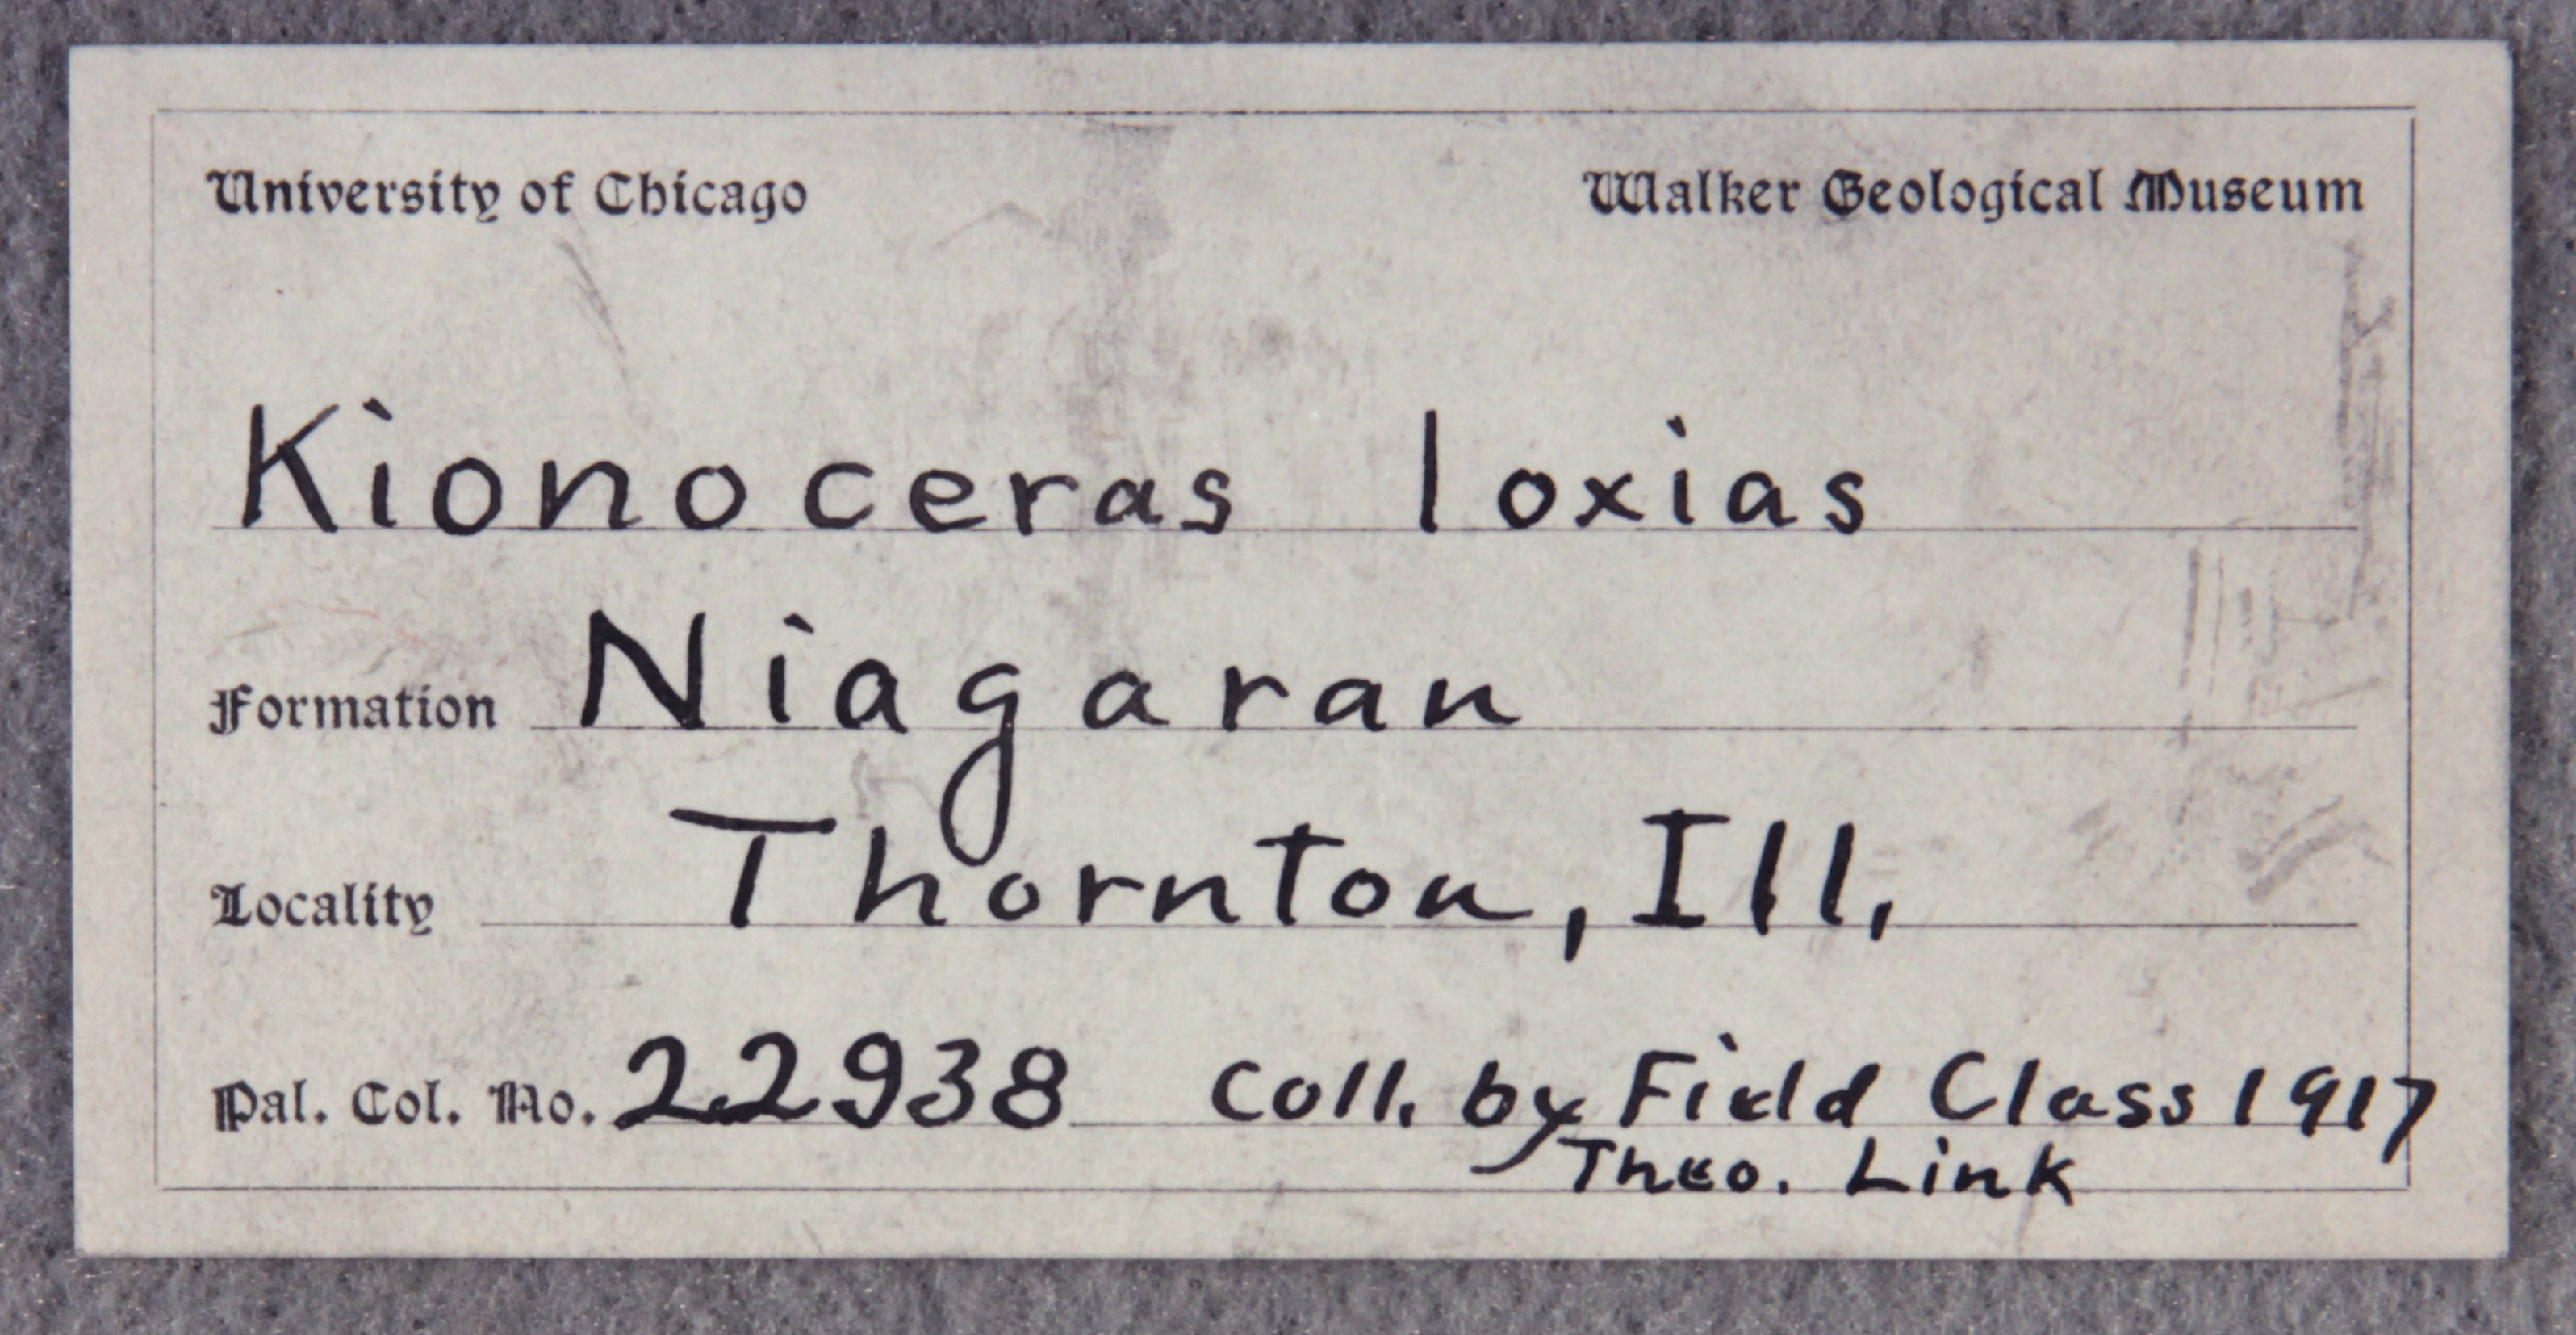 University of Chicago Walker Geological Museum
Kionoceras loxias
Formation Niagaran
Locality Thornton, Ill.
Pal. Col. No. 22938 Coll. by Field Class 1917
Theo. Link